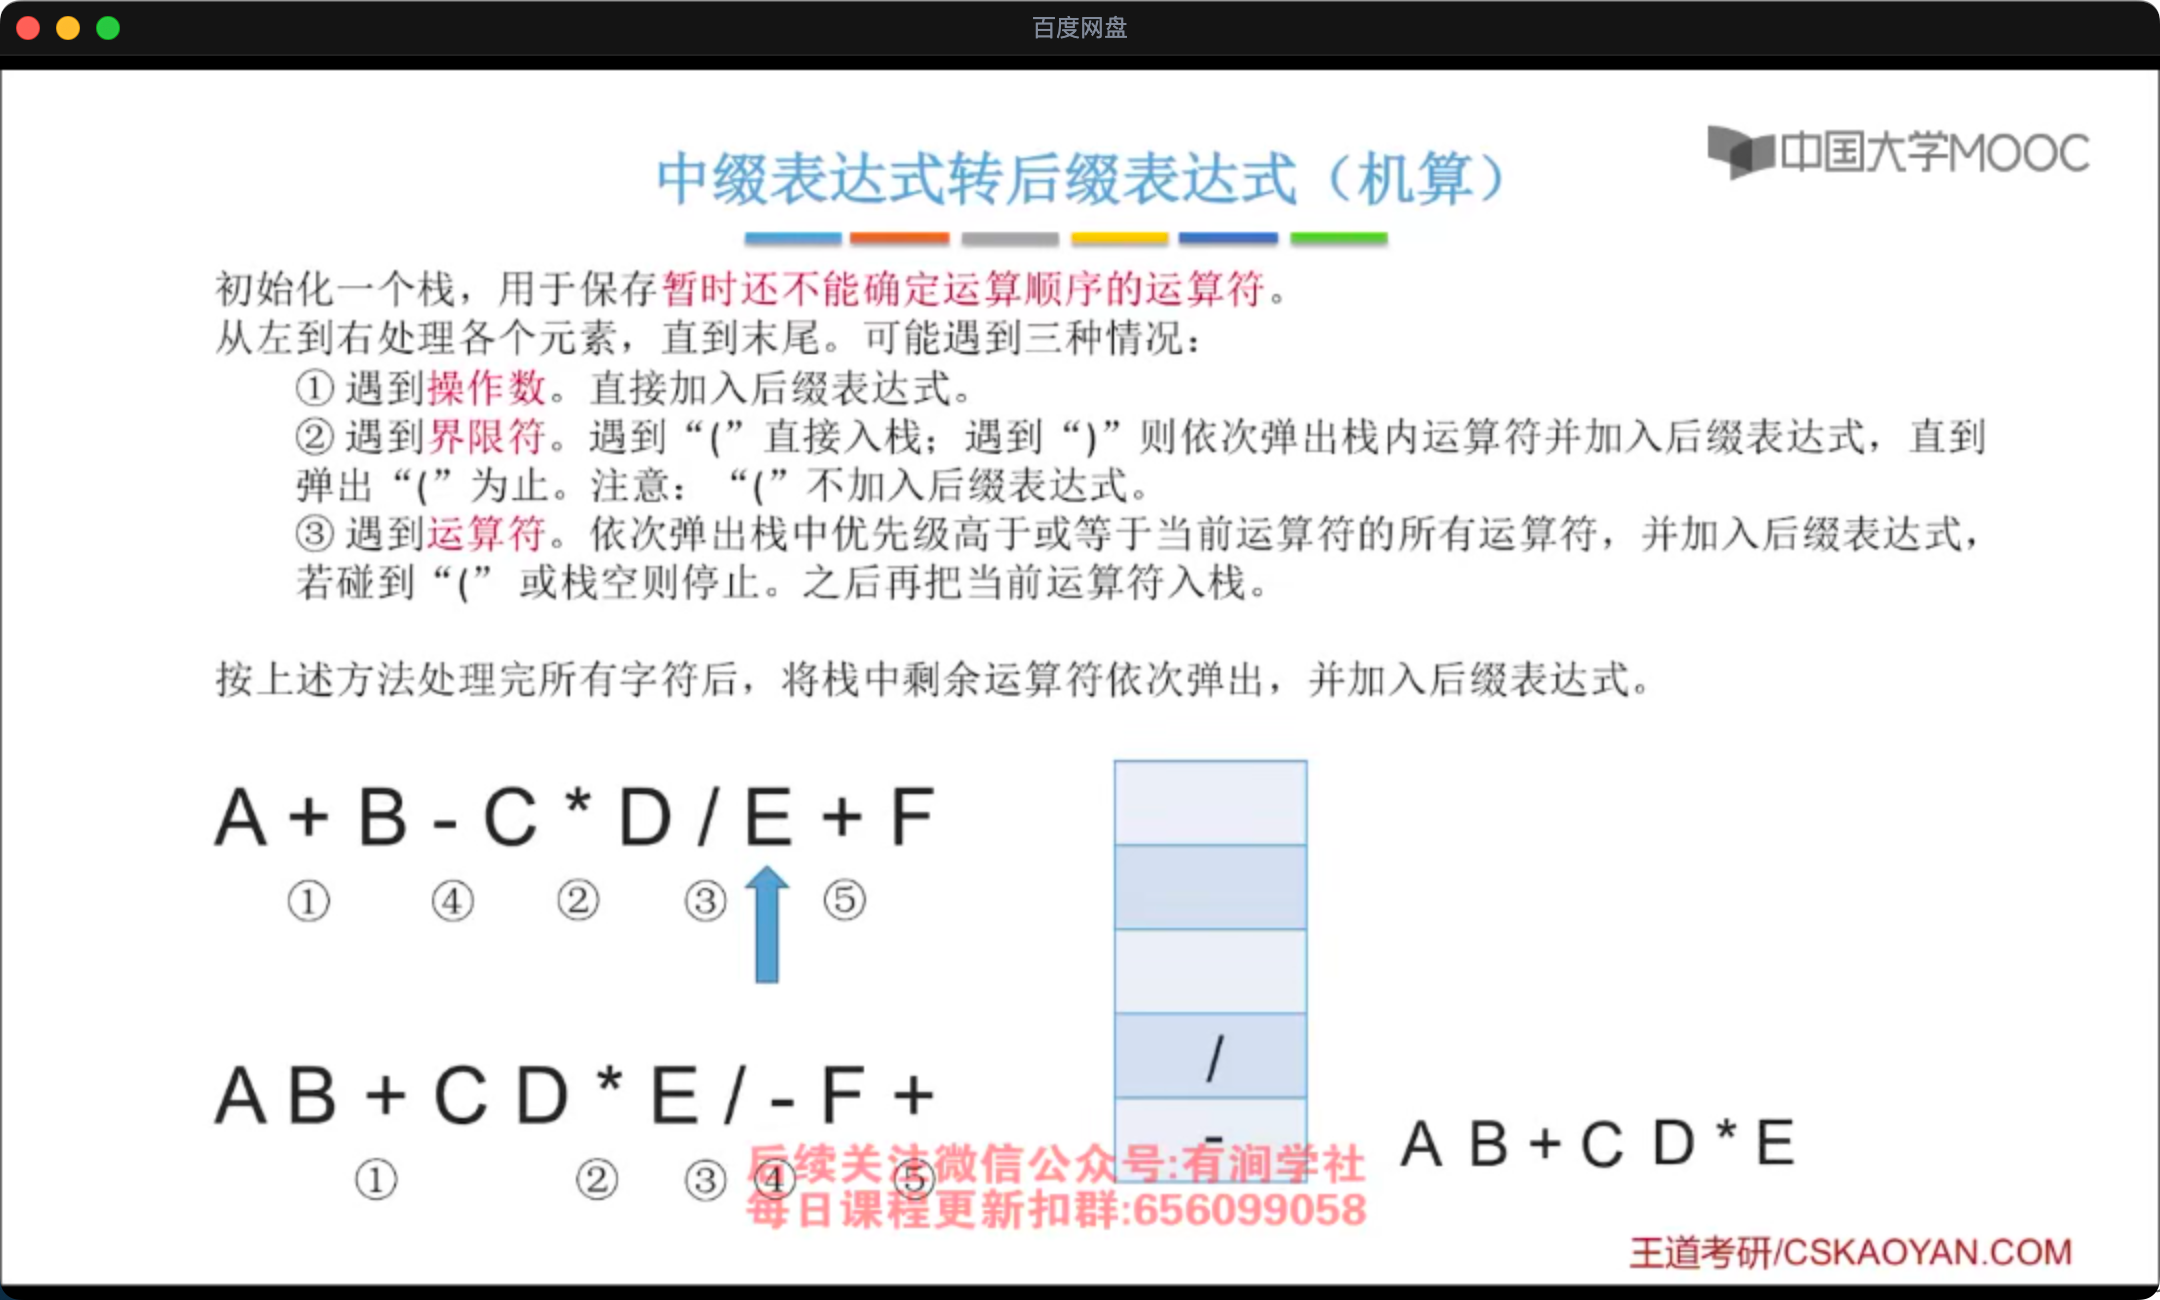 百度网盘
中国大学MOOC
中缀表达式转后缀表达式（机算）
初始化一个栈，用于保存暂时还不能确定运算顺序的运算符。
从左到右处理各个元素，直到末尾。可能遇到三种情况：
① 遇到操作数。直接加入后缀表达式。
② 遇到界限符。遇到“(”直接入栈；遇到“)”则依次弹出栈内运算符并加入后缀表达式，直到
弹出“(”为止。注意：“(”不加入后缀表达式。
③ 遇到运算符。依次弹出栈中优先级高于或等于当前运算符的所有运算符，并加入后缀表达式，
若碰到“(” 或栈空则停止。之后再把当前运算符入栈。
按上述方法处理完所有字符后，将栈中剩余运算符依次弹出，并加入后缀表达式。
A + B - C * D / E + F
① ④ ② ③ ⑤
/
-
A B + C D * E / - F +
① ② ③ ④ ⑤
A B + C D * E
后续关注微信公众号:有涧学社
每日课程更新扣群:656099058
王道考研/CSKAOYAN.COM